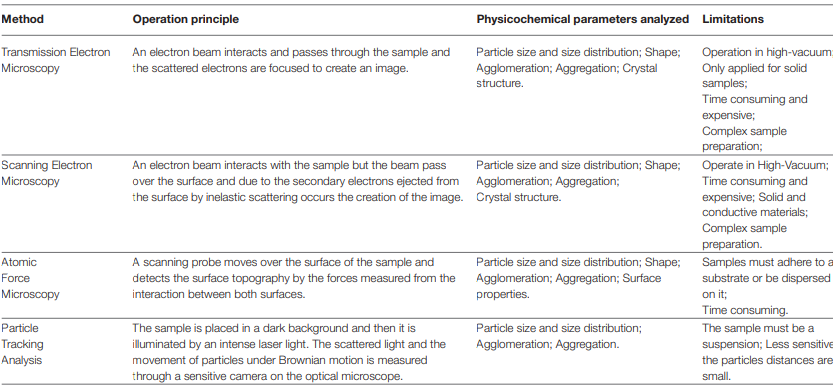 Method Operation principle Physicochemical parameters analyzed Limitations
Transmission Electron An electron beam interacts and passes through the sample and Particle size and size distribution; Shape; Operation in high-vacuum;
Microscopy the scattered electrons are focused to create an image. Agglomeration; Aggregation; Crystal Only applied for solid
structure. samples;
Time consuming and
expensive;
Complex sample
preparation;
Scanning Electron An electron beam interacts with the sample but the beam pass Particle size and size distribution; Shape; Operate in High-Vacuum;
Microscopy over the surface and due to the secondary electrons ejected from Agglomeration; Aggregation; Time consuming and
the surface by inelastic scattering occurs the creation of the image. Crystal structure. expensive; Solid and
conductive materials;
Complex sample
preparation.
Atomic A scanning probe moves over the surface of the sample and Particle size and size distribution; Shape; Samples must adhere to a
Force detects the surface topography by the forces measured from the Agglomeration; Aggregation; Surface substrate or be dispersed
Microscopy interaction between both surfaces. properties. on it;
Time consuming.
Particle The sample is placed in a dark background and then it is Particle size and size distribution; The sample must be a
Tracking illuminated by an intense laser light. The scattered light and the Agglomeration; Aggregation. suspension; Less sensitive
Analysis movement of particles under Brownian motion is measured the particles distances are
through a sensitive camera on the optical microscope. small.